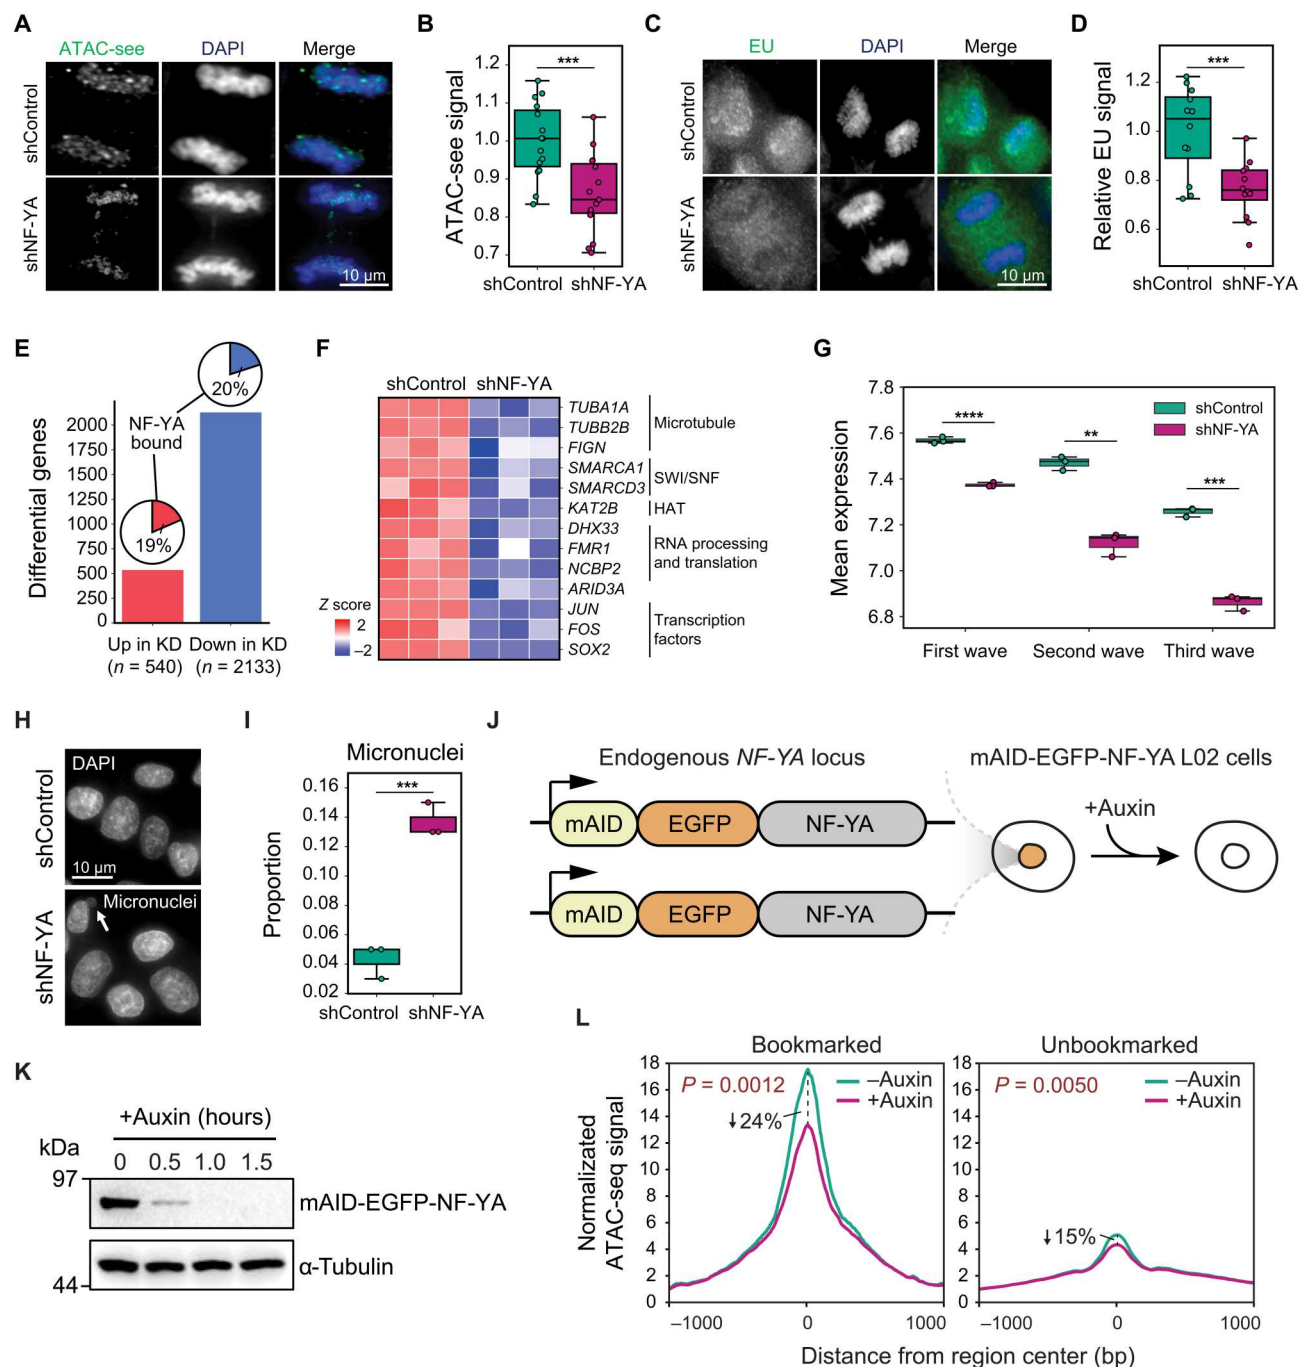 A
ATAC-see
DAPI
Merge
shControl
shNF-YA
10 µm
B
ATAC-see signal
***
1.2
1.1
1.0
0.9
0.8
0.7
shControl
shNF-YA
C
EU
DAPI
Merge
shControl
shNF-YA
10 µm
D
Relative EU signal
***
1.2
1.0
0.8
0.6
shControl
shNF-YA
E
Differential genes
20%
NF-YA
bound
19%
2000
1750
1500
1250
1000
750
500
250
0
Up in KD
(n = 540)
Down in KD
(n = 2133)
F
shControl
shNF-YA
TUBA1A
TUBB2B
FIGN
SMARCA1
SMARCD3
KAT2B
DHX33
FMR1
NCBP2
ARID3A
JUN
FOS
SOX2
Microtubule
SWI/SNF
HAT
RNA processing
and translation
Transcription
factors
Z score
2
–2
G
Mean expression
7.8
7.6
7.4
7.2
7.0
6.8
****
**
***
shControl
shNF-YA
First wave
Second wave
Third wave
H
DAPI
shControl
10 µm
Micronuclei
shNF-YA
I
Micronuclei
Proportion
***
0.16
0.14
0.12
0.10
0.08
0.06
0.04
0.02
shControl
shNF-YA
J
Endogenous NF-YA locus
mAID-EGFP-NF-YA L02 cells
mAID
EGFP
NF-YA
mAID
EGFP
NF-YA
+Auxin
K
+Auxin (hours)
kDa
0
0.5
1.0
1.5
97
44
mAID-EGFP-NF-YA
α-Tubulin
L
Bookmarked
Normalizated
ATAC-seq signal
P = 0.0012
–Auxin
+Auxin
↓24%
18
16
14
12
10
8
6
4
2
0
–1000
0
1000
Unbookmarked
P = 0.0050
–Auxin
+Auxin
↓15%
18
16
14
12
10
8
6
4
2
0
–1000
0
1000
Distance from region center (bp)